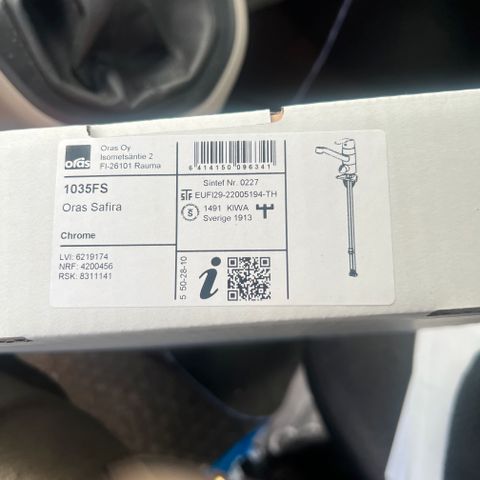 oras
Oras Oy
Isometsäntie 2
FI-26101 Rauma
1035FS
Oras Safira
Chrome
LVI: 6219174
NRF: 4200456
RSK: 8311141
6 414150 096341
Sintef Nr. 0227
STF EUFI29-22005194-TH
S 1491 KIWA
Sverige 1913
5 50-28-10
i